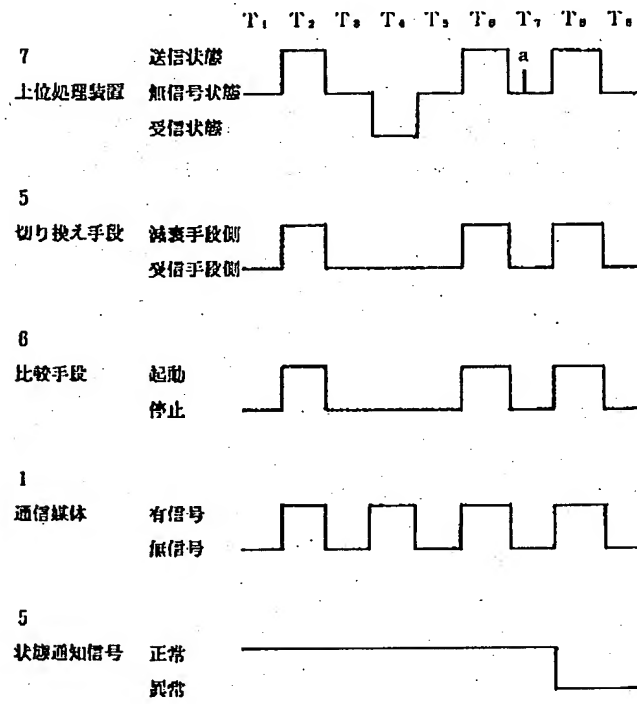 T₁ T₂ T₃ T₄ T₅ T₆ T₇ T₈ T₉
7 送信状態 a
上位処理装置 無信号状態
受信状態
5
切り換え手段 減衰手段側
受信手段側
6
比較手段 起動
停止
1
通信媒体 有信号
無信号
5
状態通知信号 正常
異常